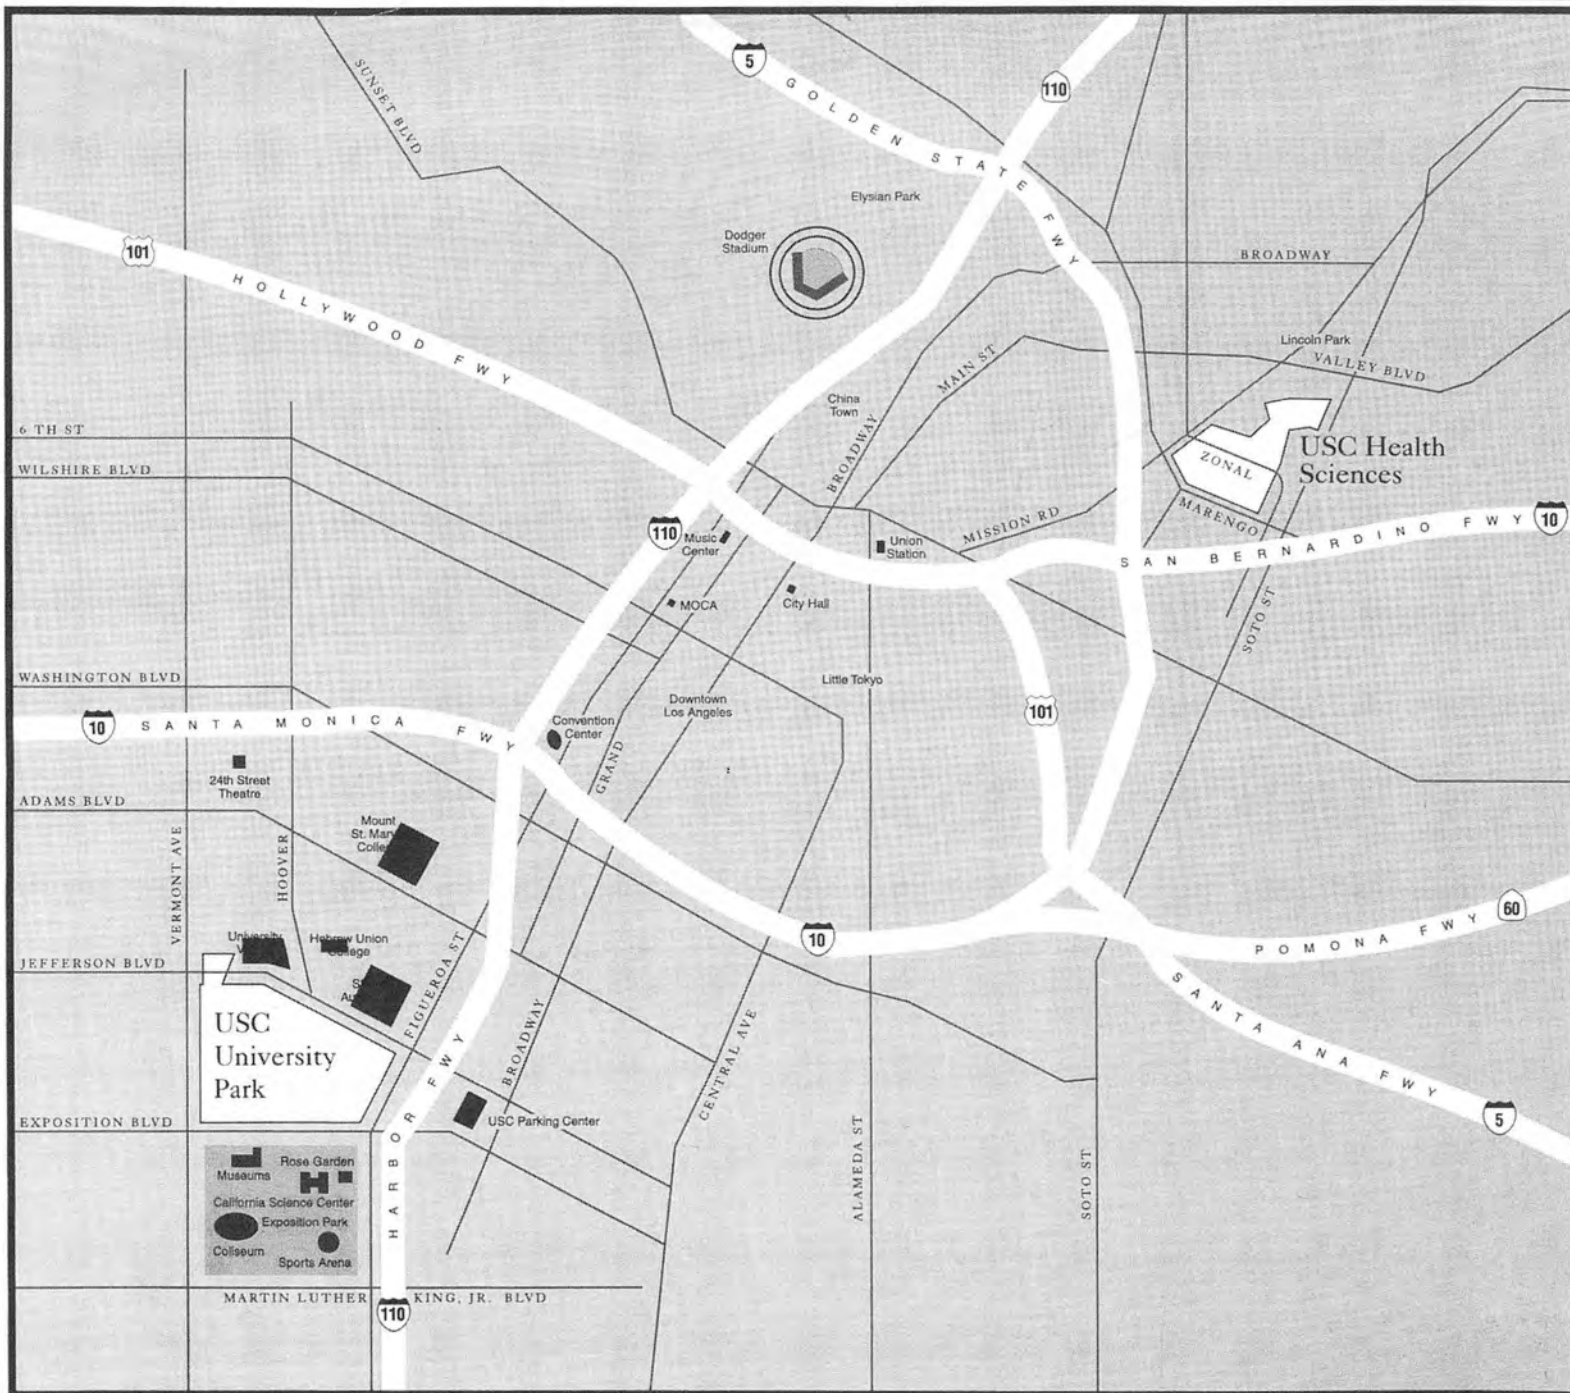 5
GOLDEN STATE FWY
110
SUNSET BLVD
Elysian Park
Dodger
Stadium
101
HOLLYWOOD FWY
BROADWAY
Lincoln Park
VALLEY BLVD
MAIN ST
China
Town
BROADWAY
6 TH ST
WILSHIRE BLVD
USC Health
Sciences
ZONAL
MARENGO
MISSION RD
SAN BERNARDINO FWY
10
110
Music
Center
Union
Station
MOCA
City Hall
SOTO ST
WASHINGTON BLVD
Little Tokyo
Downtown
Los Angeles
101
10
SANTA MONICA FWY
Convention
Center
GRAND
24th Street
Theatre
ADAMS BLVD
Mount
St. Mar
Colle
VERMONT AVE
HOOVER
60
POMONA FWY
10
University
Hebrew Union
College
JEFFERSON BLVD
FIGUEROA ST
SANTA ANA FWY
5
USC
University
Park
HARBOR FWY
BROADWAY
CENTRAL AVE
EXPOSITION BLVD
USC Parking Center
ALAMEDA ST
SOTO ST
Museums
Rose Garden
California Science Center
Exposition Park
Coliseum
Sports Arena
MARTIN LUTHER KING, JR. BLVD
110